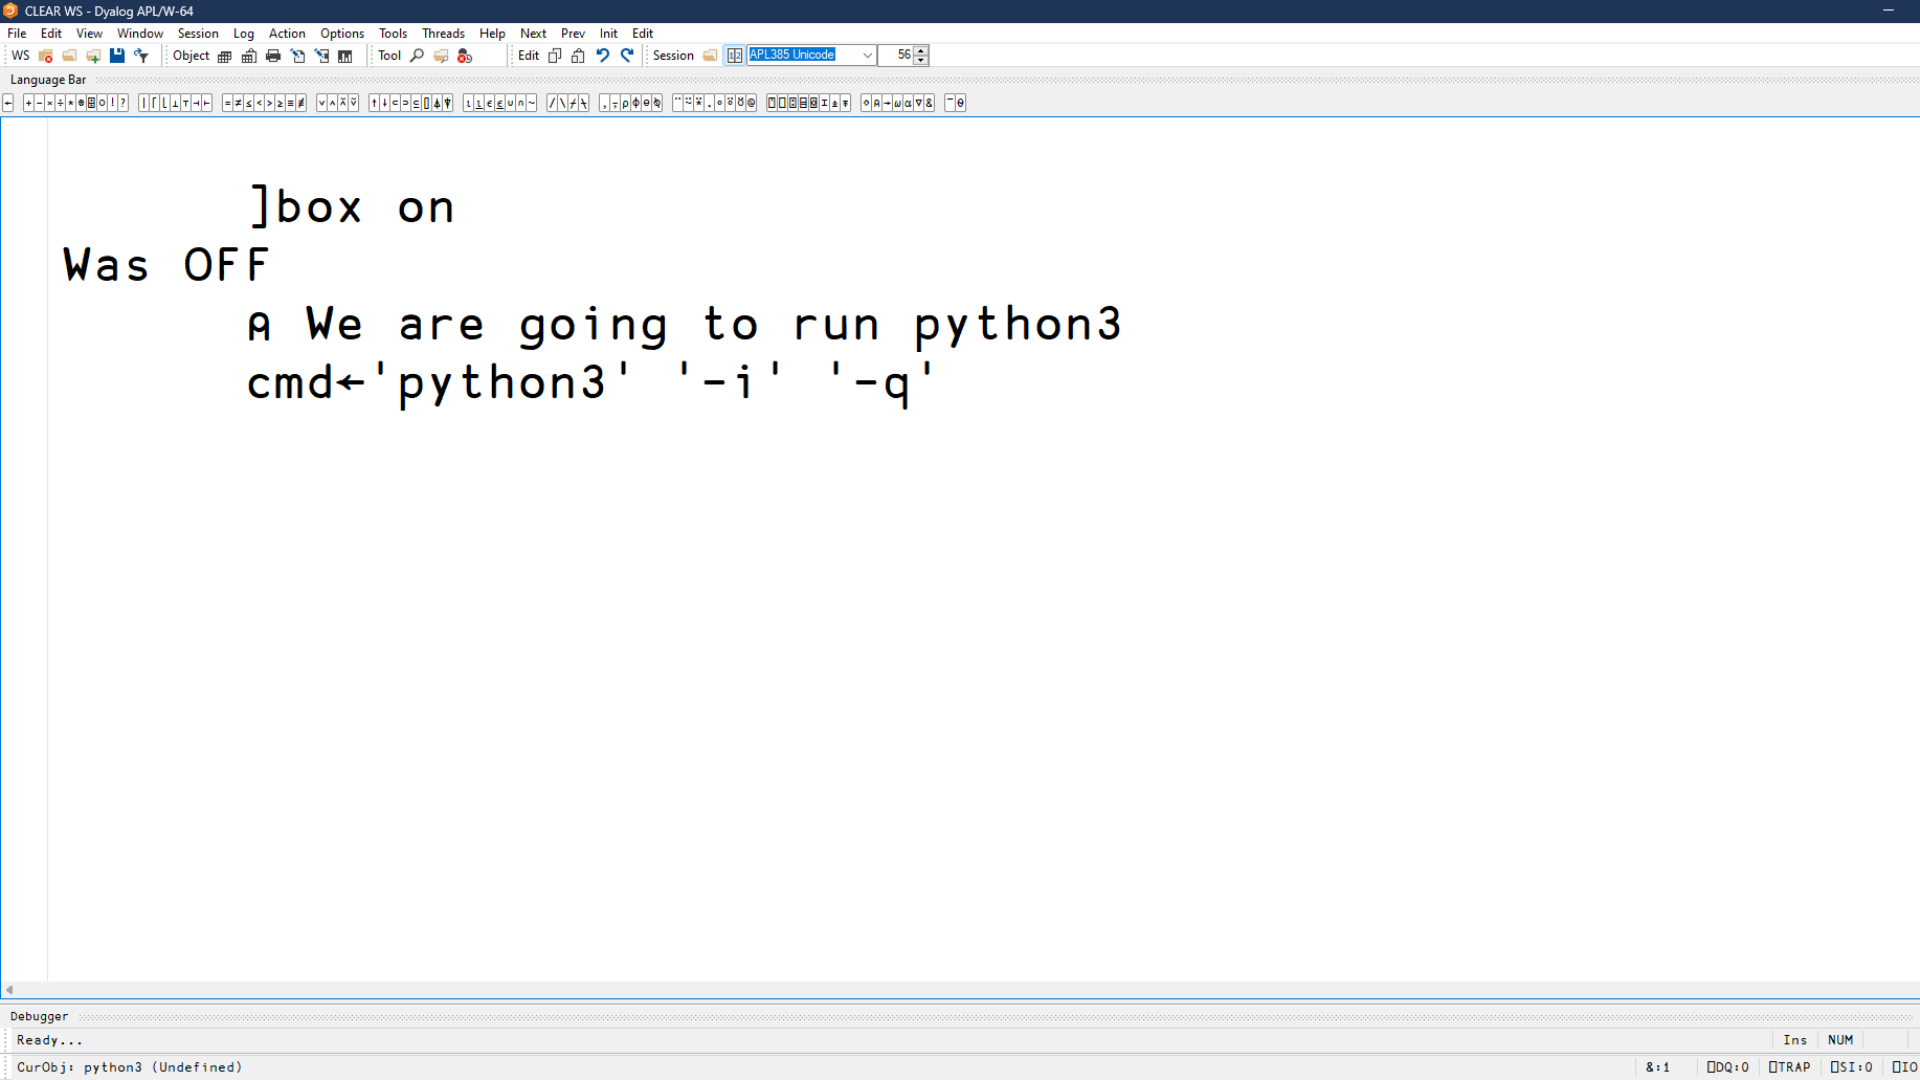 CLEAR WS - Dyalog APL/W-64
File Edit View Window Session Log Action Options Tools Threads Help Next Prev Init Edit
WS Object Tool Edit Session APL385 Unicode 56
Language Bar
]box on
Was OFF
⍝ We are going to run python3
cmd←'python3' '-i' '-q'
Debugger
Ready...
Ins NUM
CurObj: python3 (Undefined)
&:1 ⎕DQ:0 ⎕TRAP ⎕SI:0 ⎕IO